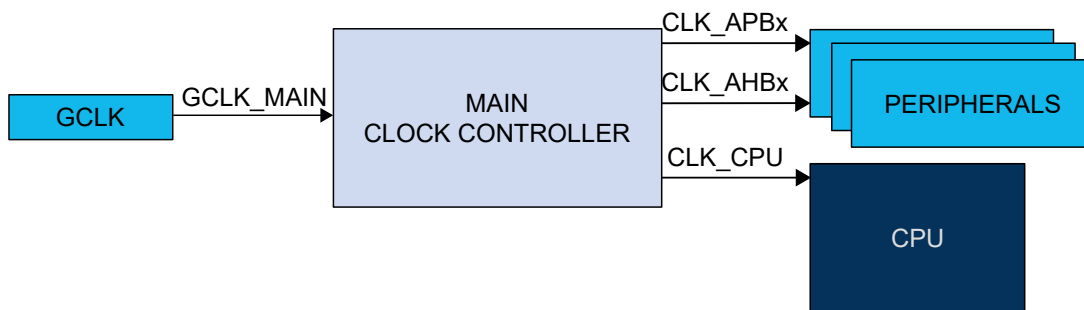 CLK_APBx
GCLK_MAIN
CLK_AHBx
GCLK
MAIN
CLOCK CONTROLLER
PERIPHERALS
CLK_CPU
CPU